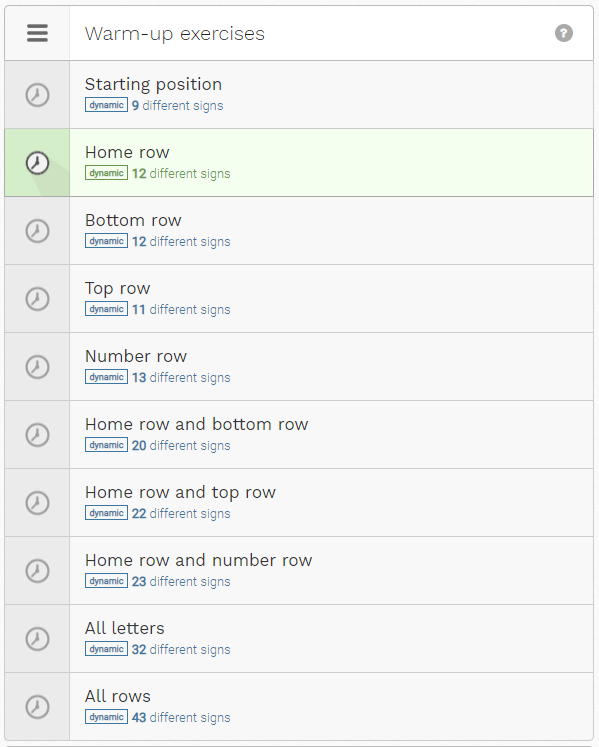 Warm-up exercises ?
Starting position
dynamic 9 different signs
Home row
dynamic 12 different signs
Bottom row
dynamic 12 different signs
Top row
dynamic 11 different signs
Number row
dynamic 13 different signs
Home row and bottom row
dynamic 20 different signs
Home row and top row
dynamic 22 different signs
Home row and number row
dynamic 23 different signs
All letters
dynamic 32 different signs
All rows
dynamic 43 different signs